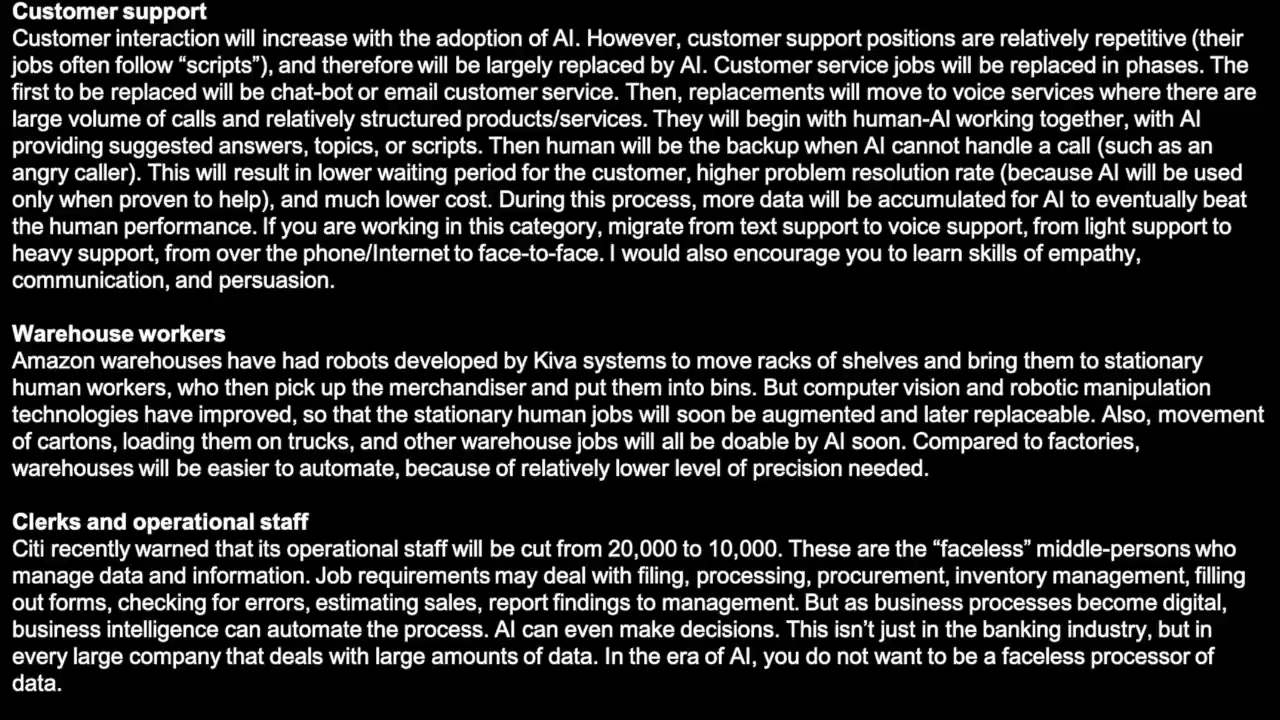 Customer support
Customer interaction will increase with the adoption of AI. However, customer support positions are relatively repetitive (their
jobs often follow “scripts”), and therefore will be largely replaced by AI. Customer service jobs will be replaced in phases. The
first to be replaced will be chat-bot or email customer service. Then, replacements will move to voice services where there are
large volume of calls and relatively structured products/services. They will begin with human-AI working together, with AI
providing suggested answers, topics, or scripts. Then human will be the backup when AI cannot handle a call (such as an
angry caller). This will result in lower waiting period for the customer, higher problem resolution rate (because AI will be used
only when proven to help), and much lower cost. During this process, more data will be accumulated for AI to eventually beat
the human performance. If you are working in this category, migrate from text support to voice support, from light support to
heavy support, from over the phone/Internet to face-to-face. I would also encourage you to learn skills of empathy,
communication, and persuasion.
Warehouse workers
Amazon warehouses have had robots developed by Kiva systems to move racks of shelves and bring them to stationary
human workers, who then pick up the merchandiser and put them into bins. But computer vision and robotic manipulation
technologies have improved, so that the stationary human jobs will soon be augmented and later replaceable. Also, movement
of cartons, loading them on trucks, and other warehouse jobs will all be doable by AI soon. Compared to factories,
warehouses will be easier to automate, because of relatively lower level of precision needed.
Clerks and operational staff
Citi recently warned that its operational staff will be cut from 20,000 to 10,000. These are the “faceless” middle-persons who
manage data and information. Job requirements may deal with filing, processing, procurement, inventory management, filling
out forms, checking for errors, estimating sales, report findings to management. But as business processes become digital,
business intelligence can automate the process. AI can even make decisions. This isn’t just in the banking industry, but in
every large company that deals with large amounts of data. In the era of AI, you do not want to be a faceless processor of
data.